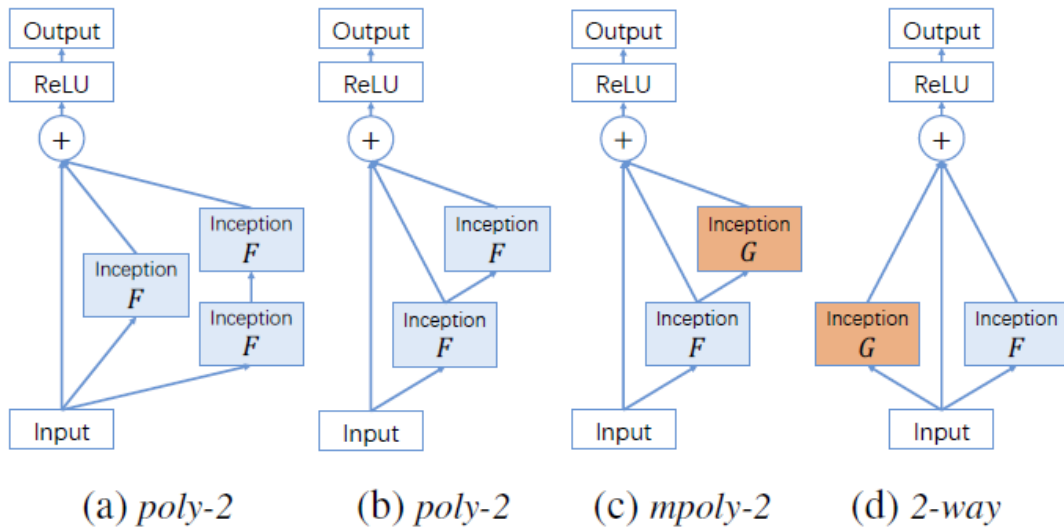 Output
ReLU
+
Inception
F
Inception
F
Inception
F
Input
(a) poly-2
Output
ReLU
+
Inception
F
Inception
F
Input
(b) poly-2
Output
ReLU
+
Inception
G
Inception
F
Input
(c) mpoly-2
Output
ReLU
+
Inception
G
Inception
F
Input
(d) 2-way